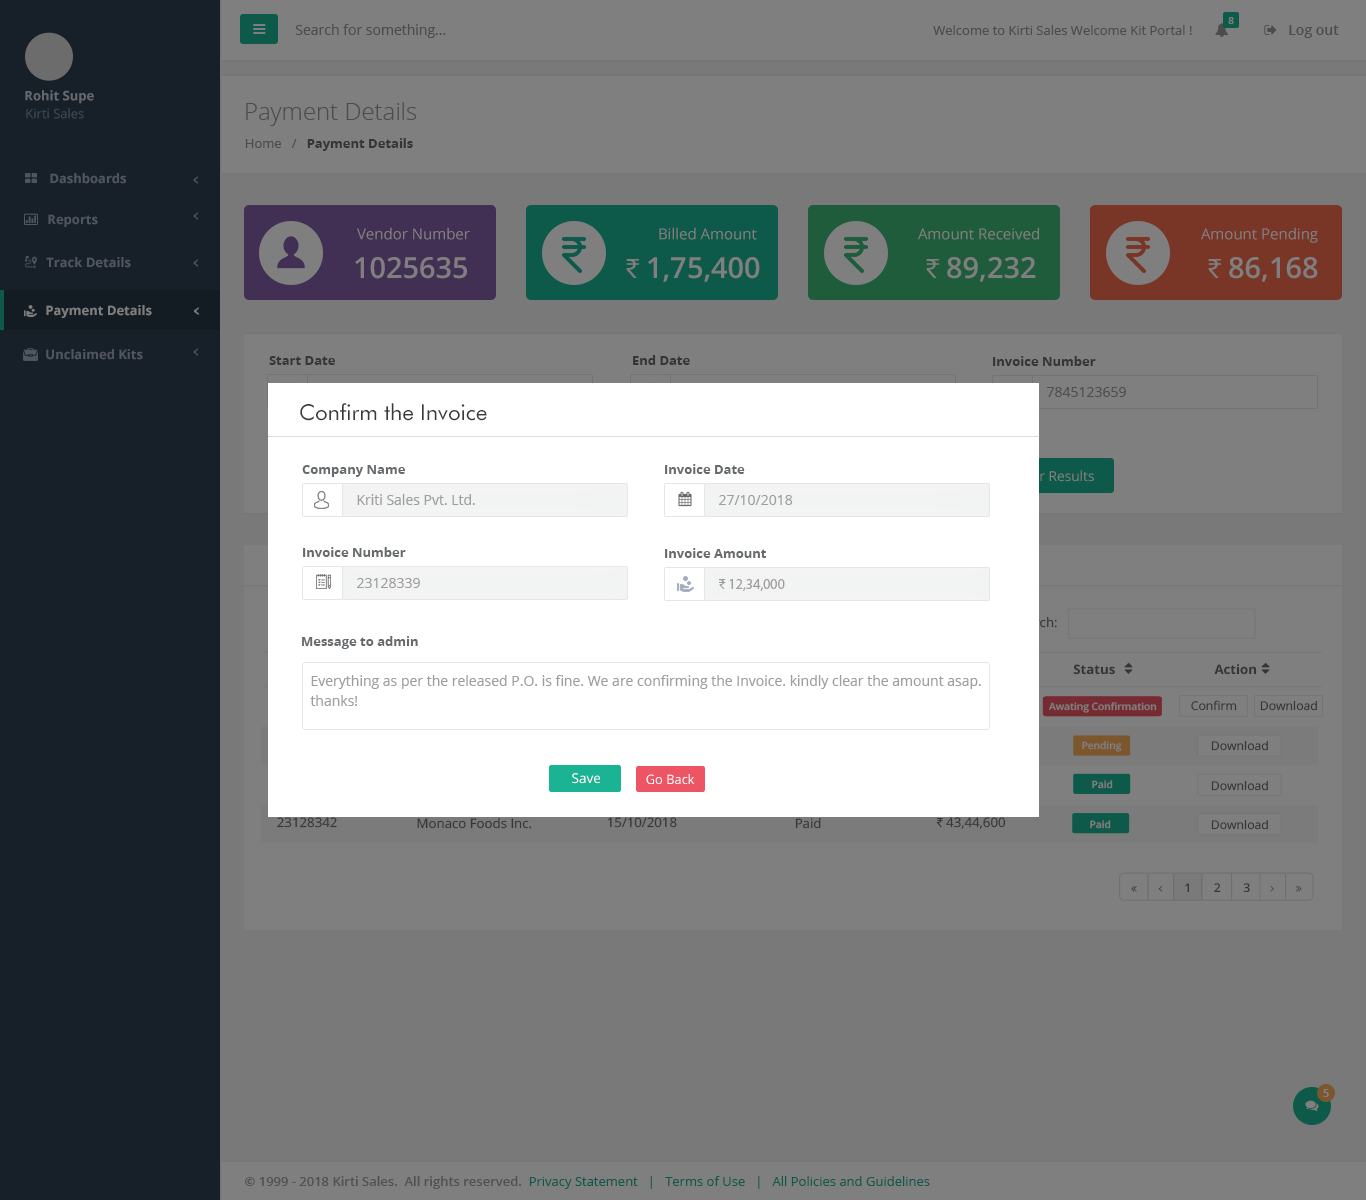 Search for something...
Welcome to Kirti Sales Welcome Kit Portal !
8
Log out
Rohit Supe
Kirti Sales
Dashboards
Reports
Track Details
Payment Details
Unclaimed Kits
Payment Details
Home / Payment Details
Vendor Number
1025635
Billed Amount
₹ 1,75,400
Amount Received
₹ 89,232
Amount Pending
₹ 86,168
Start Date
End Date
Invoice Number
7845123659
r Results
Confirm the Invoice
Company Name
Kriti Sales Pvt. Ltd.
Invoice Date
27/10/2018
Invoice Number
23128339
Invoice Amount
₹ 12,34,000
Message to admin
Everything as per the released P.O. is fine. We are confirming the Invoice. kindly clear the amount asap.
thanks!
Save
Go Back
ch:
Status Action
Awating Confirmation Confirm Download
Pending Download
Paid Download
23128342 Monaco Foods Inc. 15/10/2018 Paid ₹ 43,44,600 Paid Download
« ‹ 1 2 3 › »
5
© 1999 - 2018 Kirti Sales. All rights reserved. Privacy Statement | Terms of Use | All Policies and Guidelines